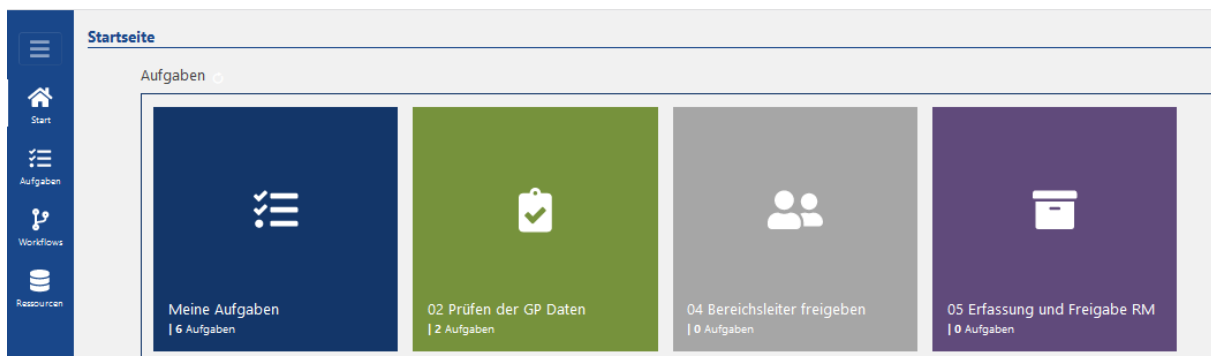 Startseite
Aufgaben
Start
Aufgaben
Workflows
Ressourcen
Meine Aufgaben
| 6 Aufgaben
02 Prüfen der GP Daten
| 2 Aufgaben
04 Bereichsleiter freigeben
| 0 Aufgaben
05 Erfassung und Freigabe RM
| 0 Aufgaben